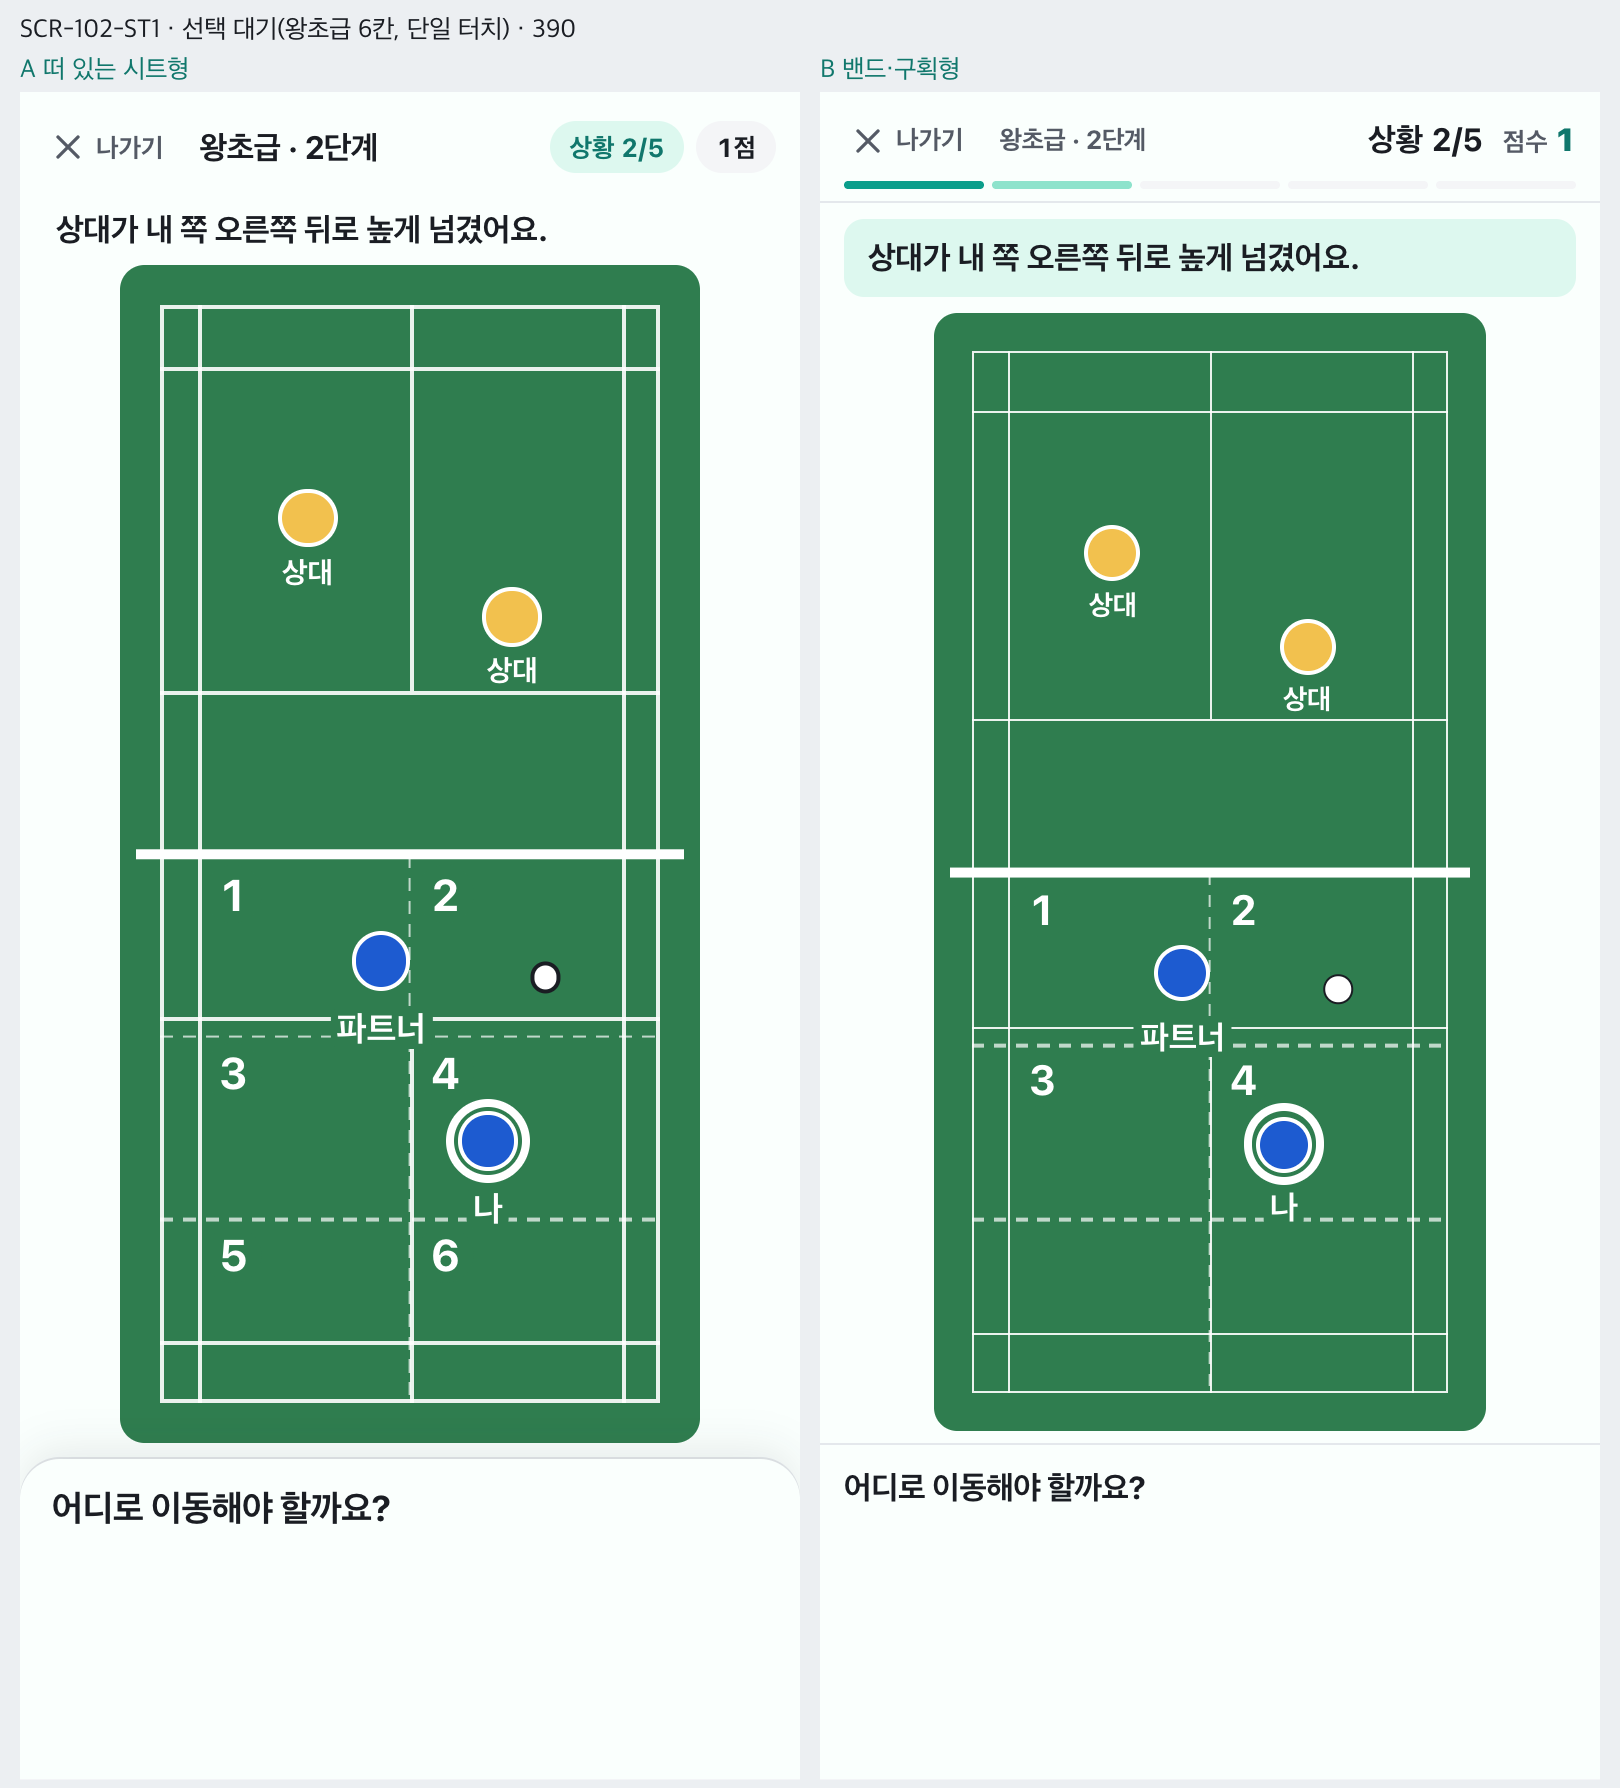 SCR-102-ST1 · 선택 대기(왕초급 6칸, 단일 터치) · 390
A 떠 있는 시트형
나가기 왕초급 · 2단계 상황 2/5 1점
상대가 내 쪽 오른쪽 뒤로 높게 넘겼어요.
상대
상대
1 2
파트너
3 4
나
5 6
어디로 이동해야 할까요?
B 밴드·구획형
나가기 왕초급 · 2단계 상황 2/5 점수 1
상대가 내 쪽 오른쪽 뒤로 높게 넘겼어요.
상대
상대
1 2
파트너
3 4
나
어디로 이동해야 할까요?